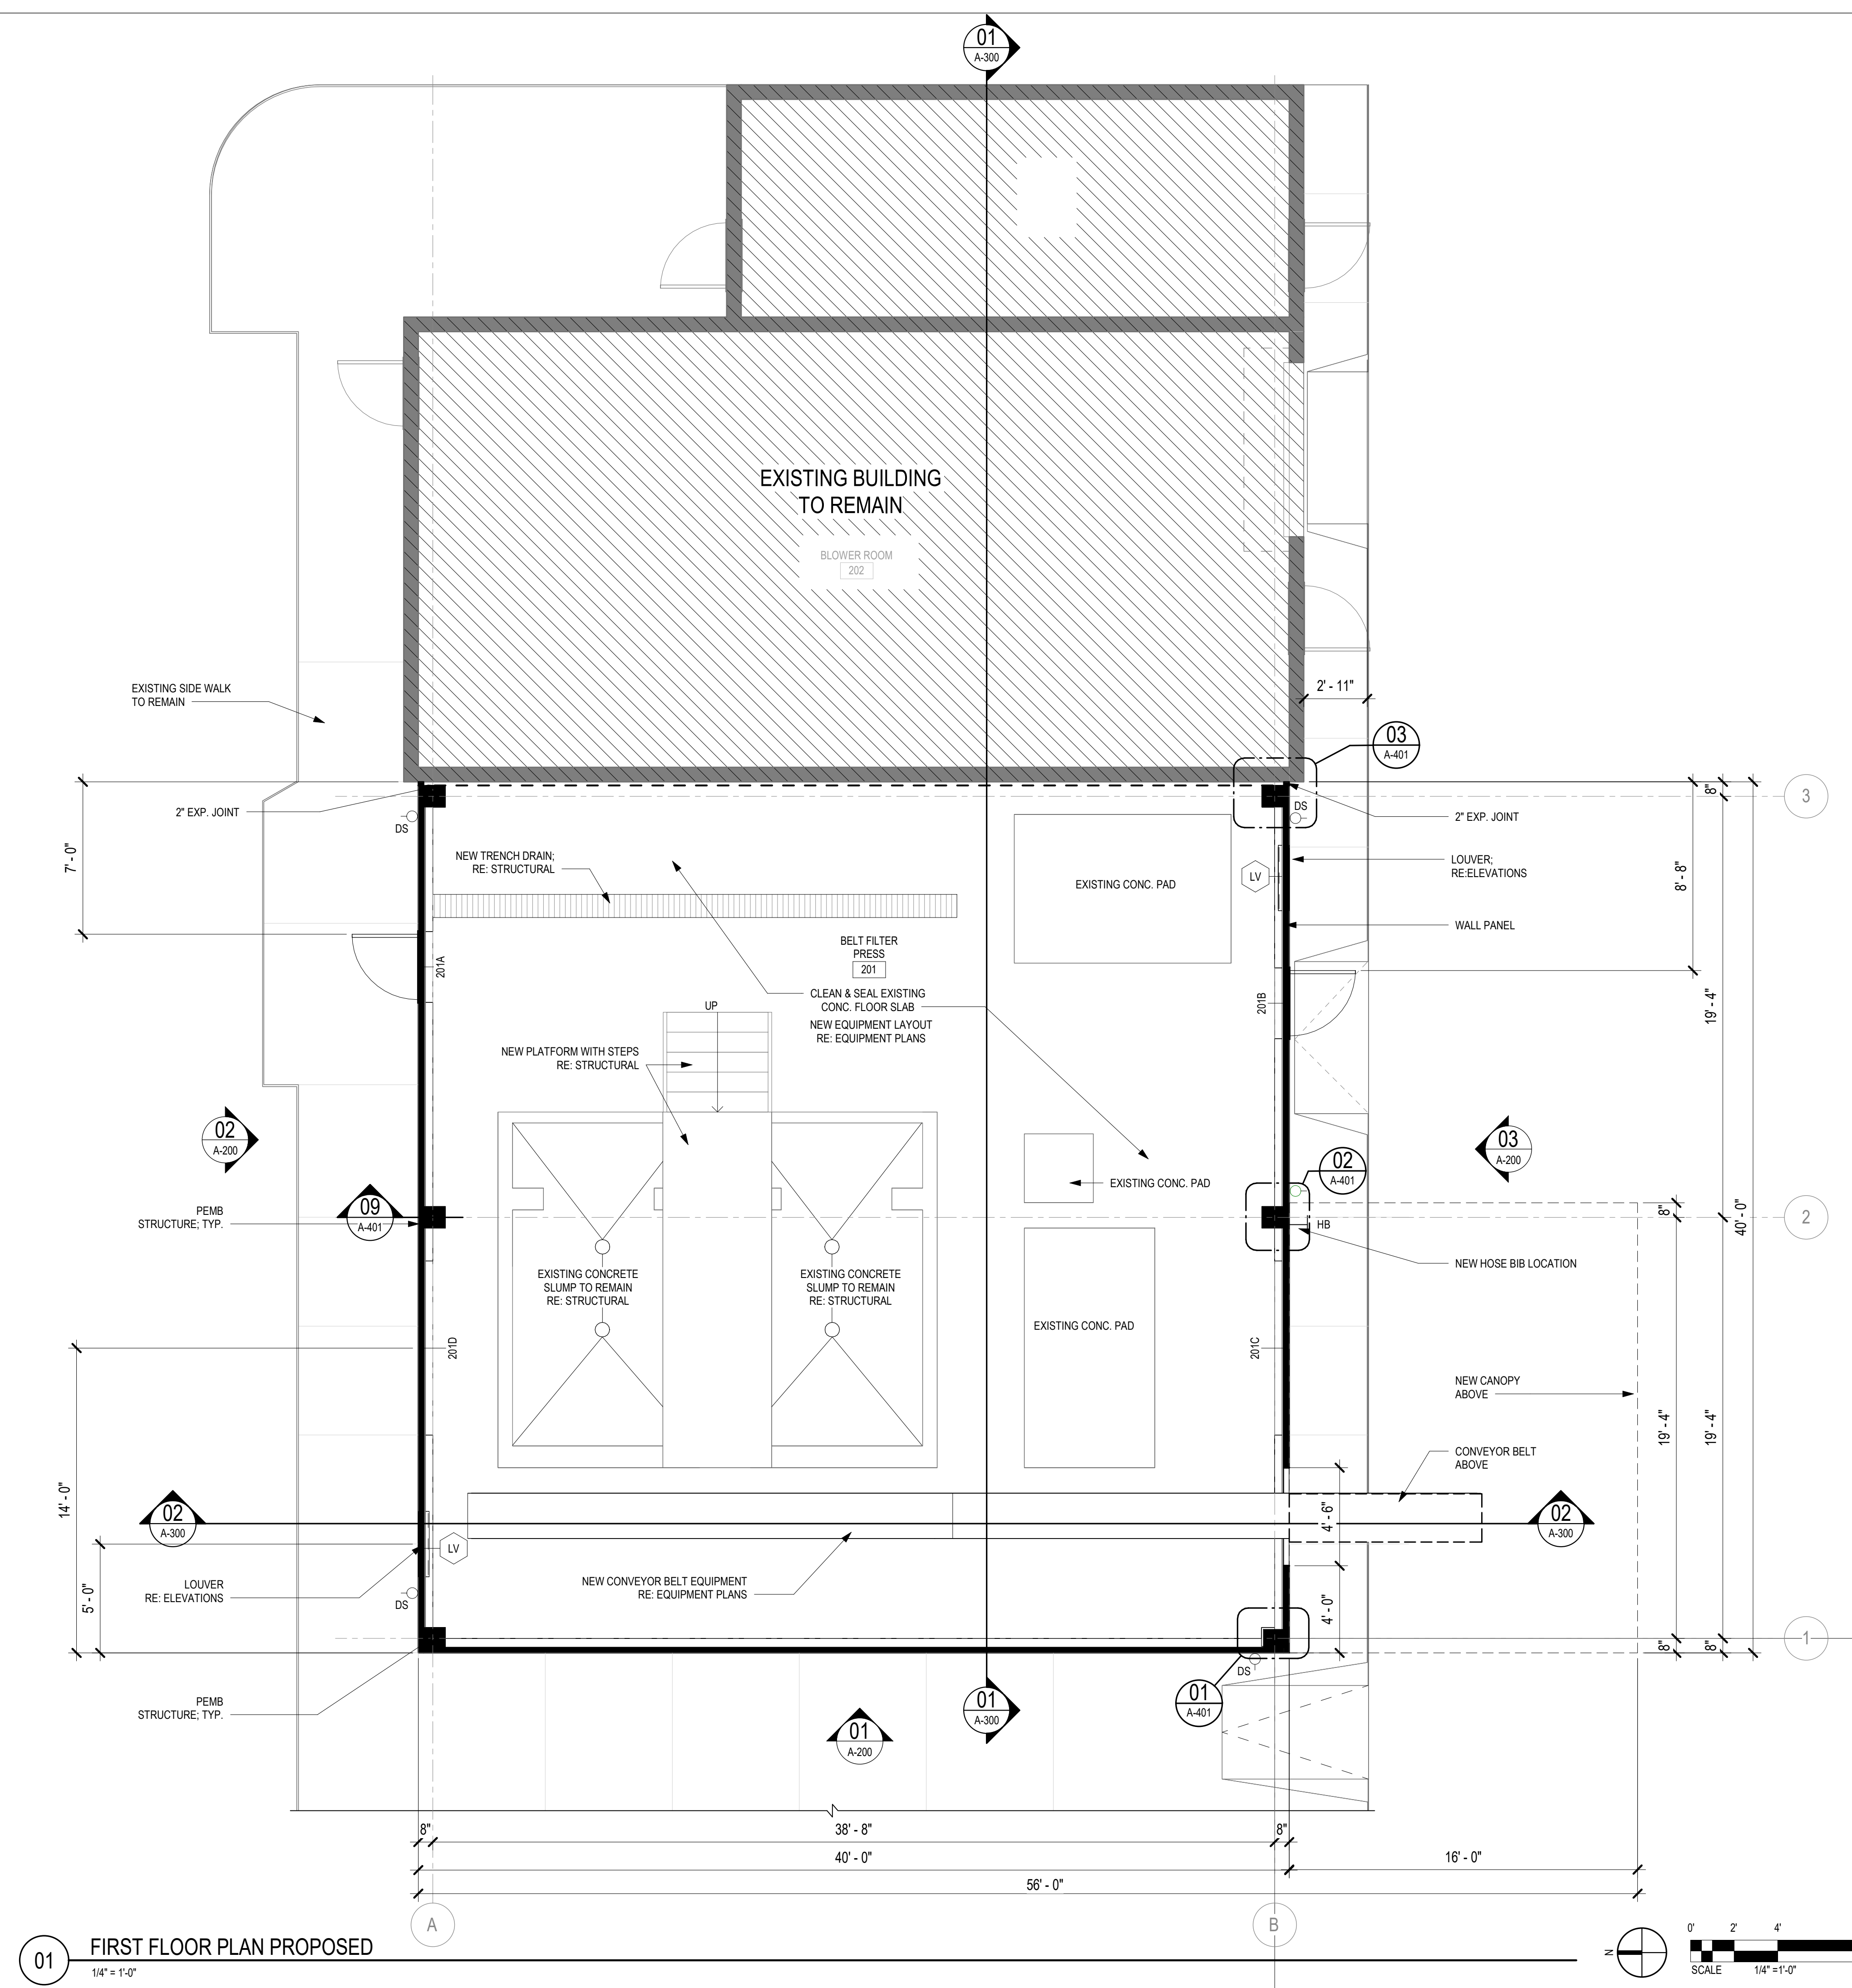 01
A-300
EXISTING BUILDING
TO REMAIN
BLOWER ROOM
202
EXISTING SIDE WALK
TO REMAIN
2' - 11"
03
A-401
3
8"
2" EXP. JOINT
DS
DS
2" EXP. JOINT
7' - 0"
NEW TRENCH DRAIN;
RE: STRUCTURAL
EXISTING CONC. PAD
LV
LOUVER;
RE:ELEVATIONS
8' - 8"
WALL PANEL
BELT FILTER
PRESS
201
201A
201B
CLEAN & SEAL EXISTING
CONC. FLOOR SLAB
NEW EQUIPMENT LAYOUT
RE: EQUIPMENT PLANS
UP
19' - 4"
NEW PLATFORM WITH STEPS
RE: STRUCTURAL
02
A-200
03
A-200
02
A-401
EXISTING CONC. PAD
PEMB
STRUCTURE; TYP.
09
A-401
HB
8"
40' - 0"
2
NEW HOSE BIB LOCATION
EXISTING CONCRETE
SLUMP TO REMAIN
RE: STRUCTURAL
EXISTING CONCRETE
SLUMP TO REMAIN
RE: STRUCTURAL
EXISTING CONC. PAD
201D
201C
NEW CANOPY
ABOVE
19' - 4"
19' - 4"
CONVEYOR BELT
ABOVE
14' - 0"
02
A-300
4' - 6"
02
A-300
LV
LOUVER
RE: ELEVATIONS
5' - 0"
DS
NEW CONVEYOR BELT EQUIPMENT
RE: EQUIPMENT PLANS
4' - 0"
8"
8"
1
DS
PEMB
STRUCTURE; TYP.
01
A-401
01
A-300
01
A-200
8"
38' - 8"
8"
40' - 0"
16' - 0"
56' - 0"
A
B
01
FIRST FLOOR PLAN PROPOSED
1/4" = 1'-0"
N
0'
2'
4'
SCALE
1/4" =1'-0"